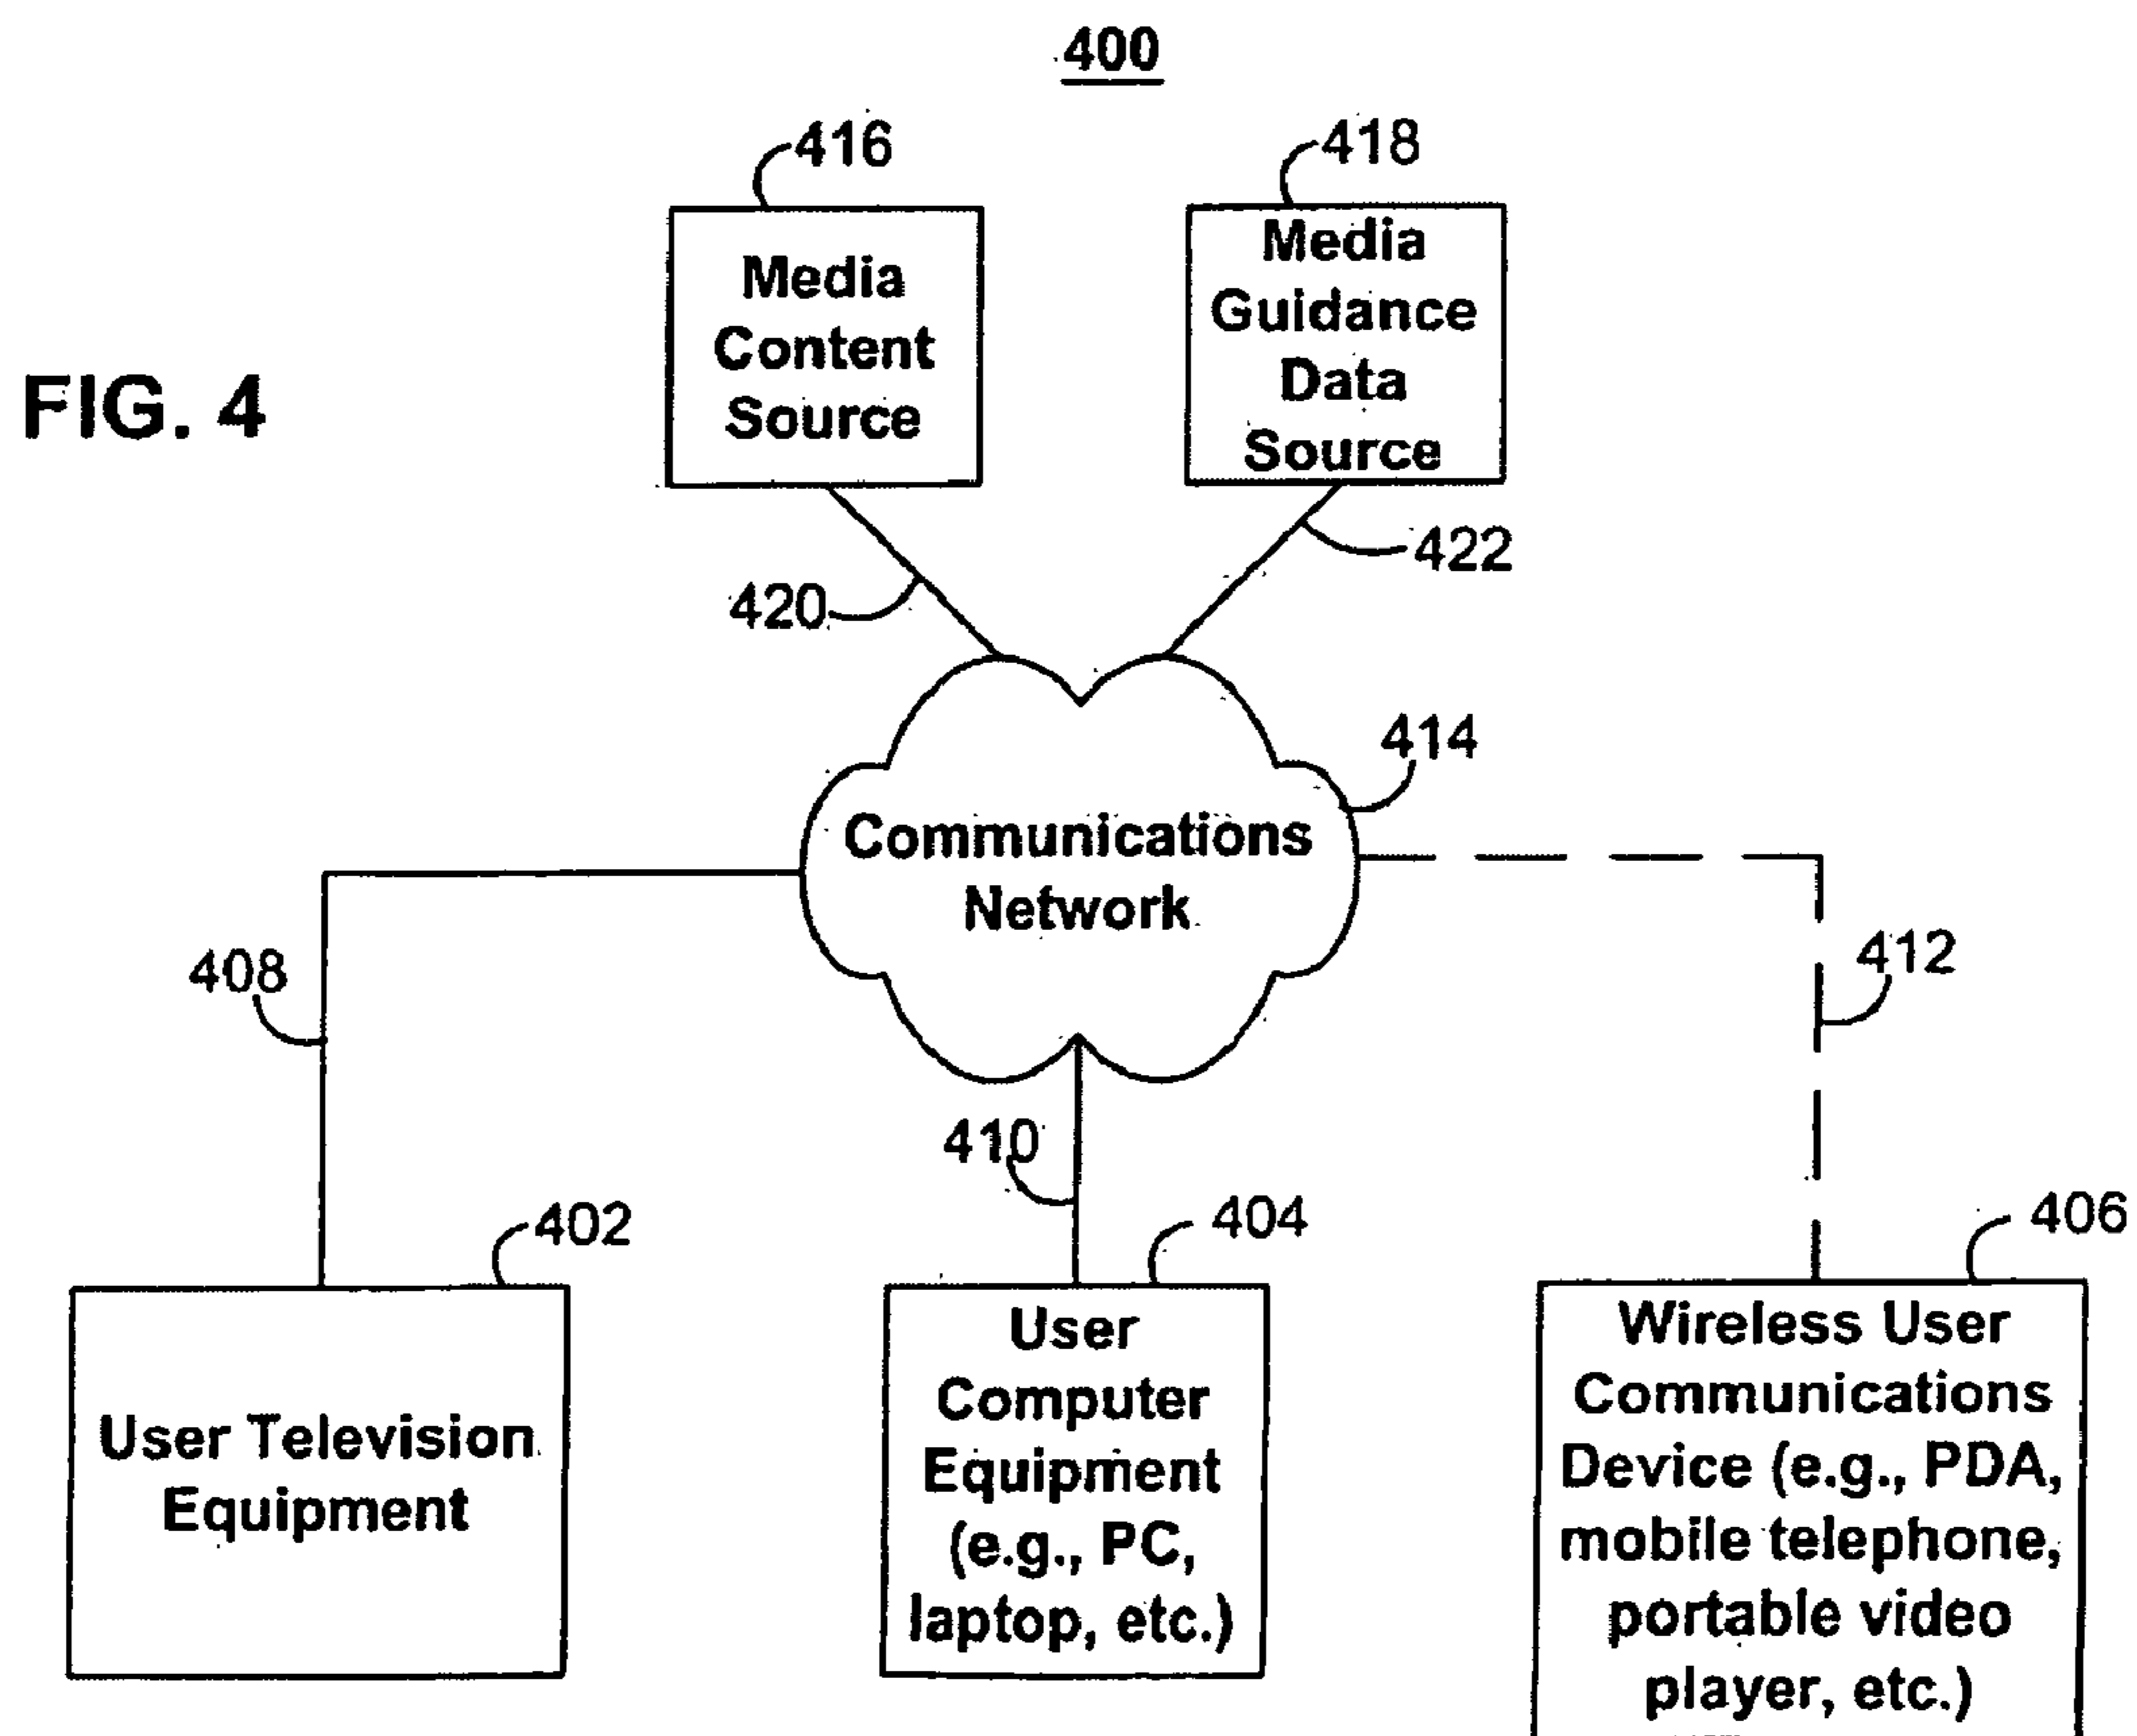 400
416
418
Media
Content
Source
Media
Guidance
Data
Source
FIG. 4
422
420
414
Communications
Network
408
412
410
402
404
406
User Television
Equipment
User
Computer
Equipment
(e.g., PC,
laptop, etc.)
Wireless User
Communications
Device (e.g., PDA,
mobile telephone,
portable video
player, etc.)